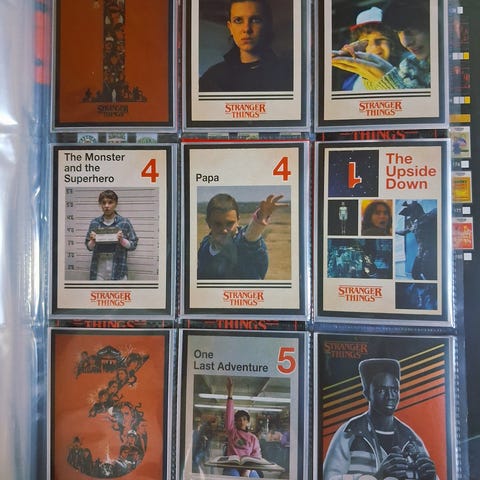 STRANGER
THINGS
STRANGER
THINGS
STRANGER
THINGS
The Monster
and the
Superhero
4
STRANGER
THINGS
Papa
4
STRANGER
THINGS
The
Upside
Down
STRANGER
THINGS
THINGS
THINGS
One
Last Adventure
5
STRANGER
THINGS